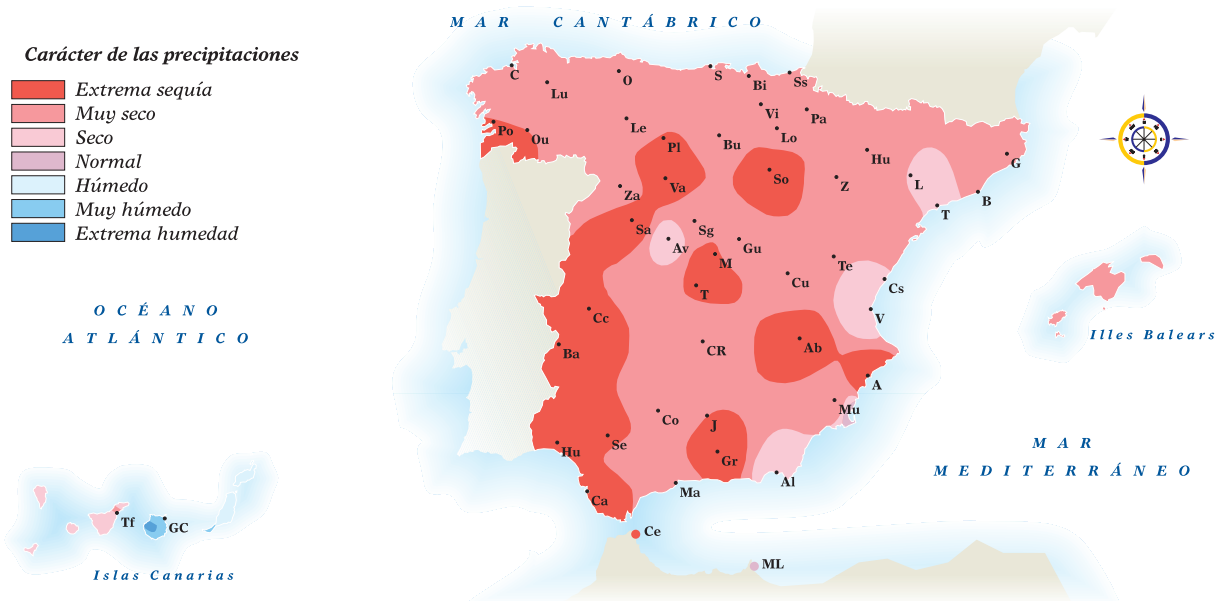 MAR CANTÁBRICO
Carácter de las precipitaciones
Extrema sequía
Muy seco
Seco
Normal
Húmedo
Muy húmedo
Extrema humedad
OCÉANO
ATLÁNTICO
C
Lu
O
S
Bi
Ss
Po
Ou
Le
Pl
Bu
Vi
Lo
Pa
Hu
G
Za
Va
So
Z
L
B
T
Sa
Av
Sg
M
Gu
Te
T
Cu
Cs
V
Cc
Ba
CR
Ab
A
Illes Balears
Co
J
Mu
Hu
Se
Gr
Al
Ca
Ma
Ce
ML
MAR
MEDITERRÁNEO
Tf
GC
Islas Canarias